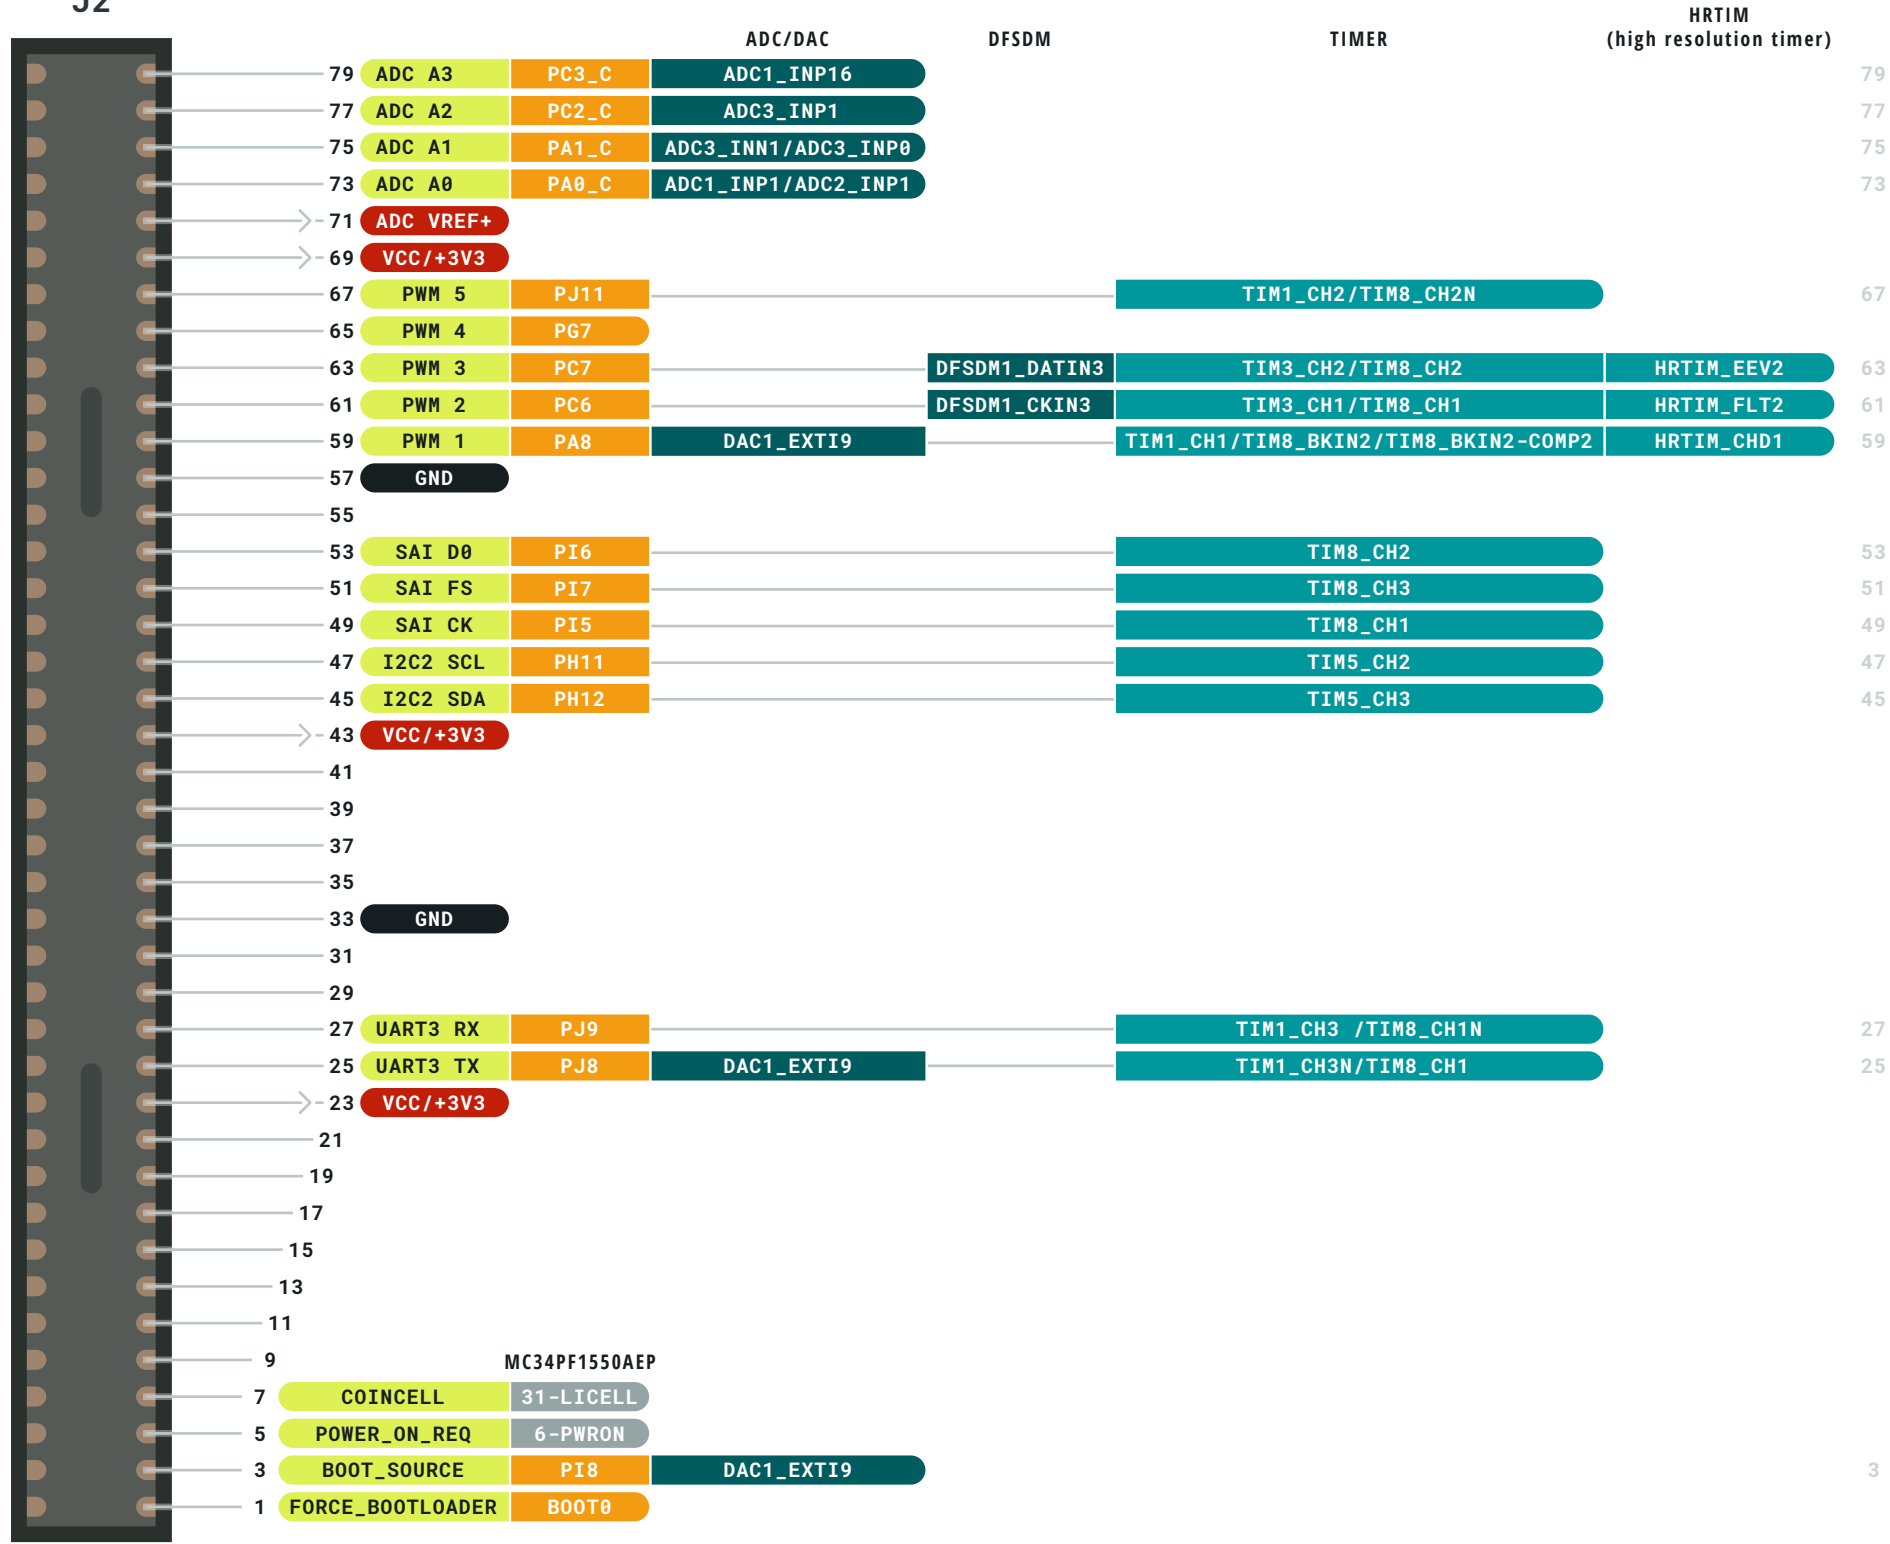 J2
HRTIM
ADC/DAC DFSDM TIMER (high resolution timer)
79 ADC A3 PC3_C ADC1_INP16 79
77 ADC A2 PC2_C ADC3_INP1 77
75 ADC A1 PA1_C ADC3_INN1/ADC3_INP0 75
73 ADC A0 PA0_C ADC1_INP1/ADC2_INP1 73
71 ADC VREF+
69 VCC/+3V3
67 PWM 5 PJ11 TIM1_CH2/TIM8_CH2N 67
65 PWM 4 PG7
63 PWM 3 PC7 DFSDM1_DATIN3 TIM3_CH2/TIM8_CH2 HRTIM_EEV2 63
61 PWM 2 PC6 DFSDM1_CKIN3 TIM3_CH1/TIM8_CH1 HRTIM_FLT2 61
59 PWM 1 PA8 DAC1_EXTI9 TIM1_CH1/TIM8_BKIN2/TIM8_BKIN2-COMP2 HRTIM_CHD1 59
57 GND
55
53 SAI D0 PI6 TIM8_CH2 53
51 SAI FS PI7 TIM8_CH3 51
49 SAI CK PI5 TIM8_CH1 49
47 I2C2 SCL PH11 TIM5_CH2 47
45 I2C2 SDA PH12 TIM5_CH3 45
43 VCC/+3V3
41
39
37
35
33 GND
31
29
27 UART3 RX PJ9 TIM1_CH3 /TIM8_CH1N 27
25 UART3 TX PJ8 DAC1_EXTI9 TIM1_CH3N/TIM8_CH1 25
23 VCC/+3V3
21
19
17
15
13
11
9 MC34PF1550AEP
7 COINCELL 31-LICELL
5 POWER_ON_REQ 6-PWRON
3 BOOT_SOURCE PI8 DAC1_EXTI9 3
1 FORCE_BOOTLOADER BOOT0